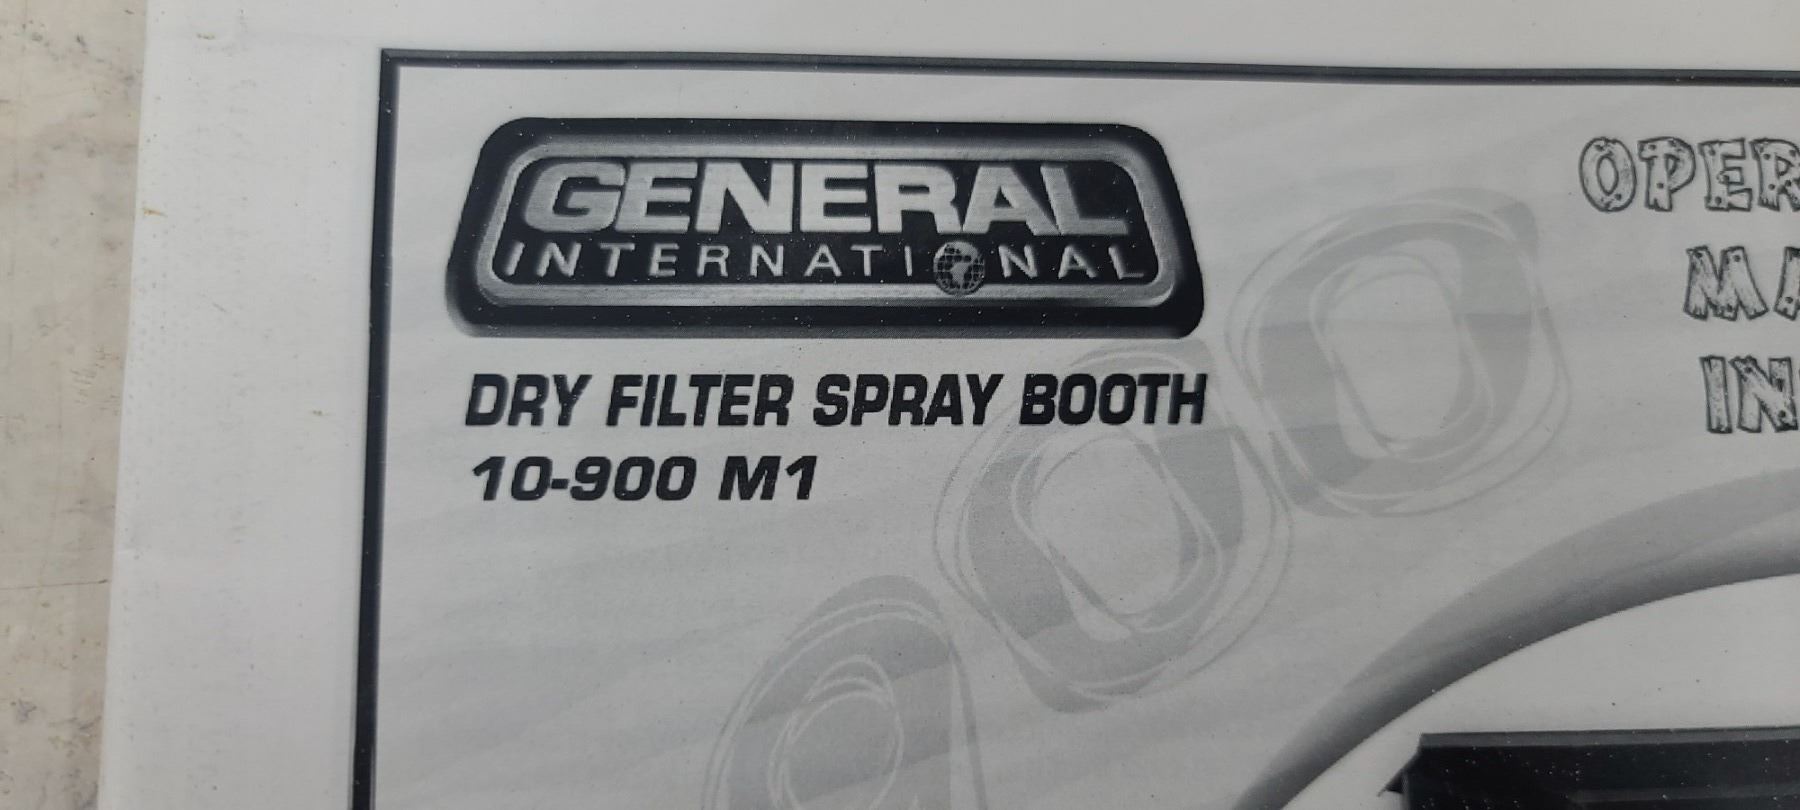 GENERAL
INTERNATIONAL
DRY FILTER SPRAY BOOTH
10-900 M1